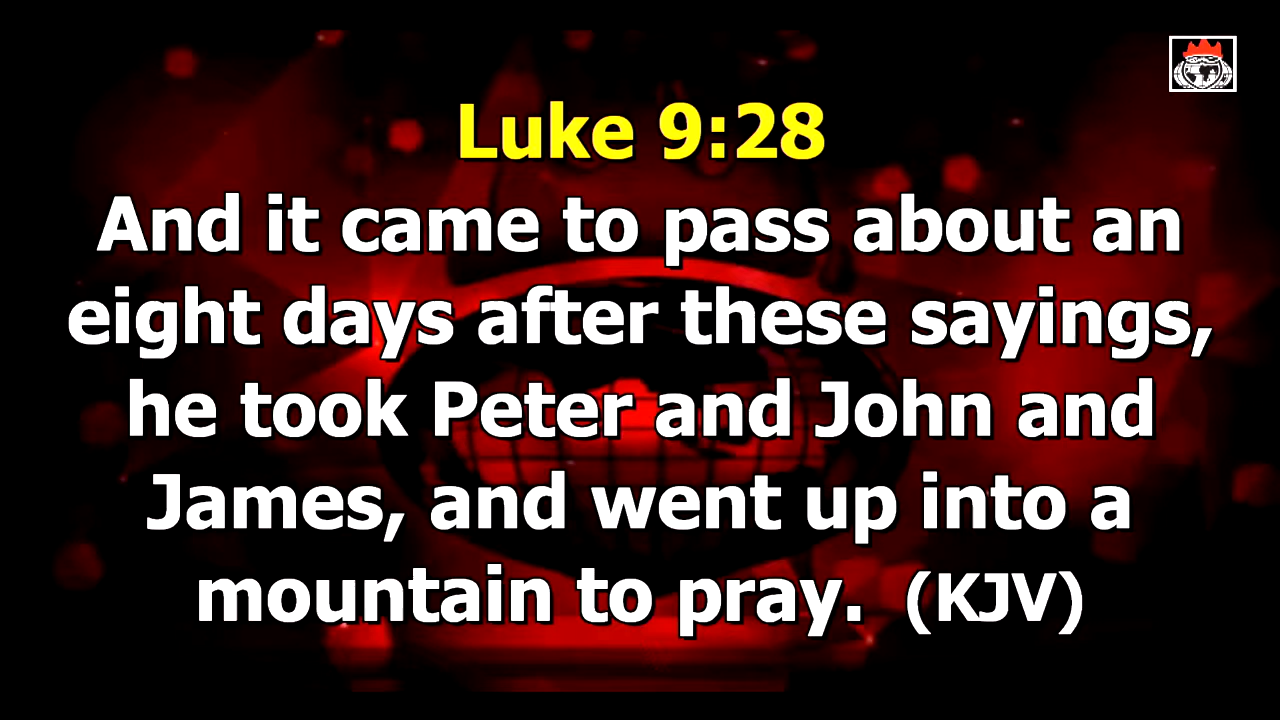 Luke 9:28
And it came to pass about an
eight days after these sayings,
he took Peter and John and
James, and went up into a
mountain to pray. (KJV)